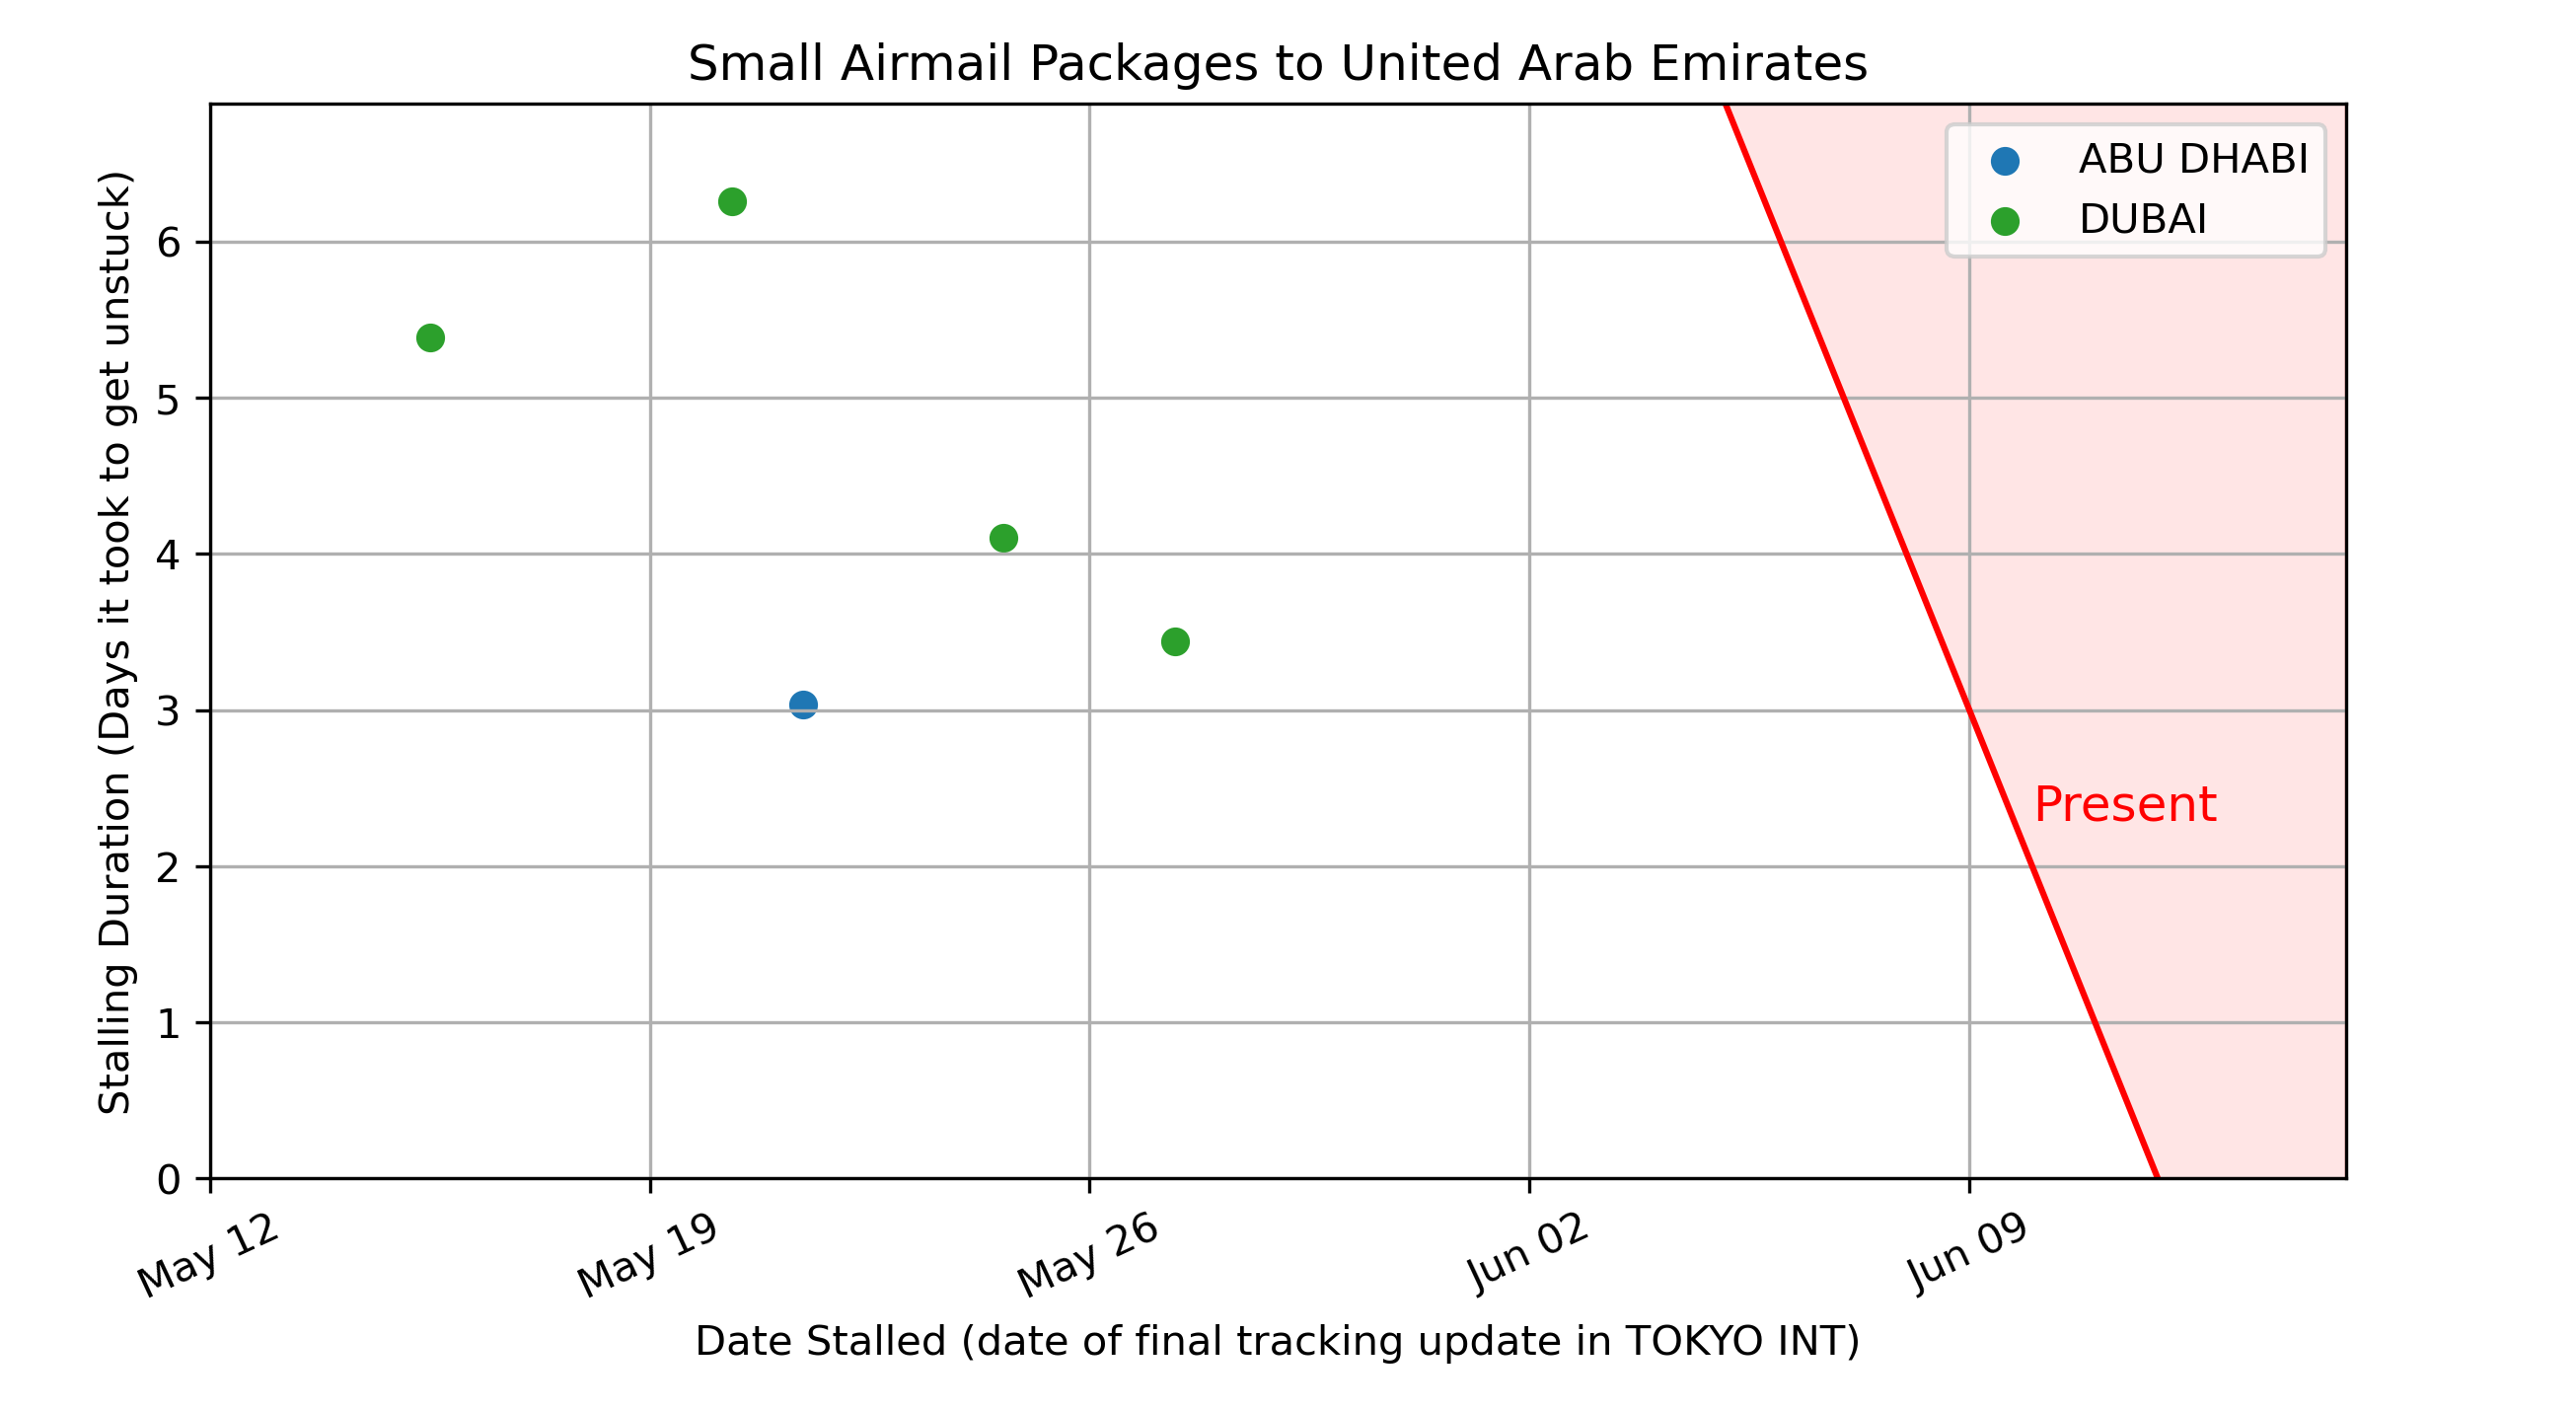 Small Airmail Packages to United Arab Emirates
ABU DHABI
DUBAI
Stalling Duration (Days it took to get unstuck)
6
5
4
3
2
1
0
Present
May 12
May 19
May 26
Jun 02
Jun 09
Date Stalled (date of final tracking update in TOKYO INT)